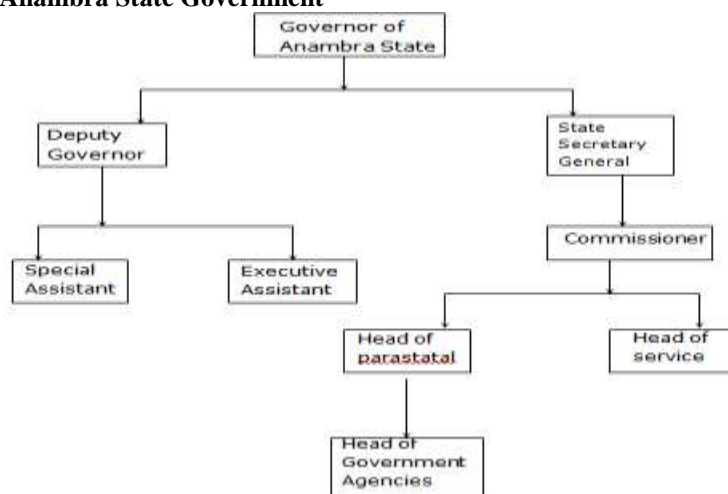 Anambra State Government
Governor of
Anambra State
Deputy
Governor
State
Secretary
General
Special
Assistant
Executive
Assistant
Commissioner
Head of
parastatal
Head of
service
Head of
Government
Agencies